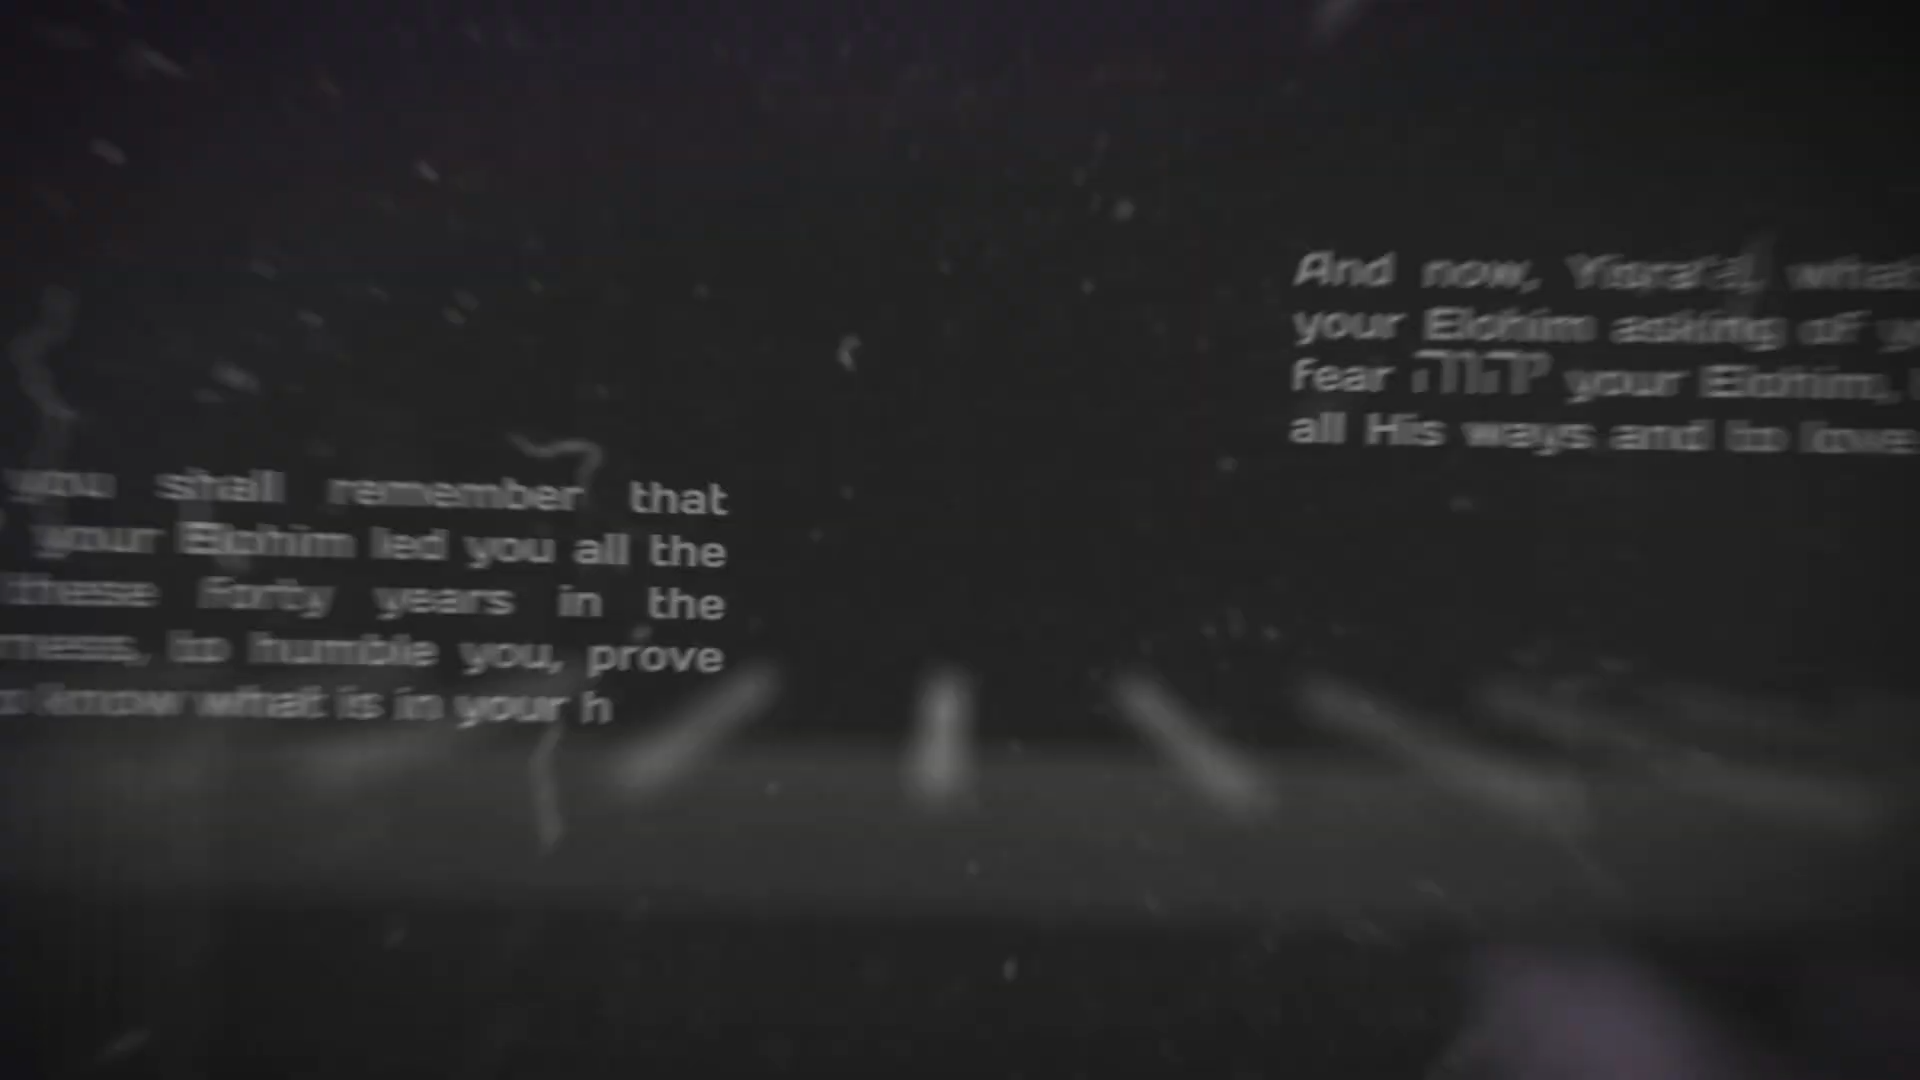 you shall remember that
your Elohim led you all the
these forty years in the
rness, to humble you, prove
know what is in your h
And now, Yisra'ĕl, what
your Elohim asking of
fear יהוה your Elohim,
all His ways and to love